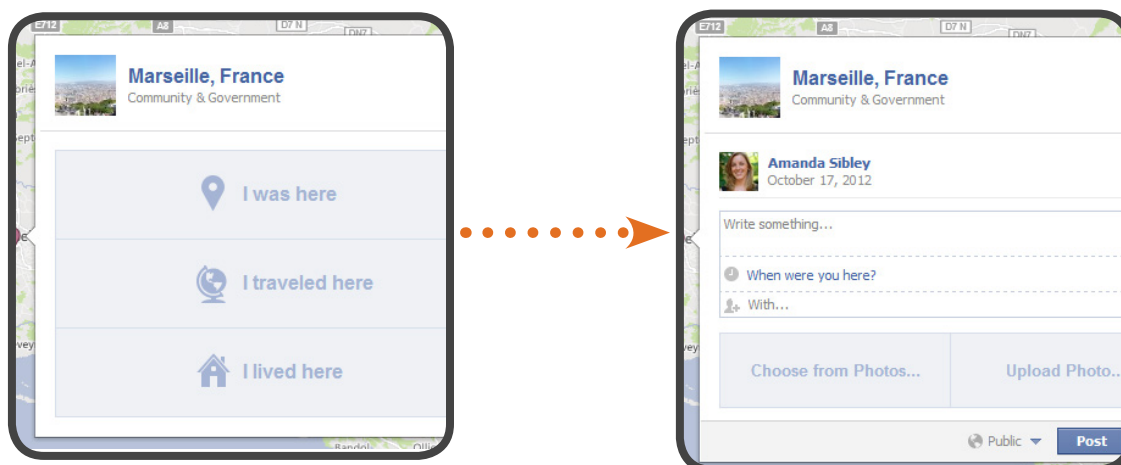 E712
A8
D7 N
DN7
Marseille, France
Community & Government
I was here
I traveled here
I lived here
Bandol
E712
A8
D7 N
DN7
Marseille, France
Community & Government
Amanda Sibley
October 17, 2012
Write something...
When were you here?
With...
Choose from Photos...
Upload Photo..
Public
Post